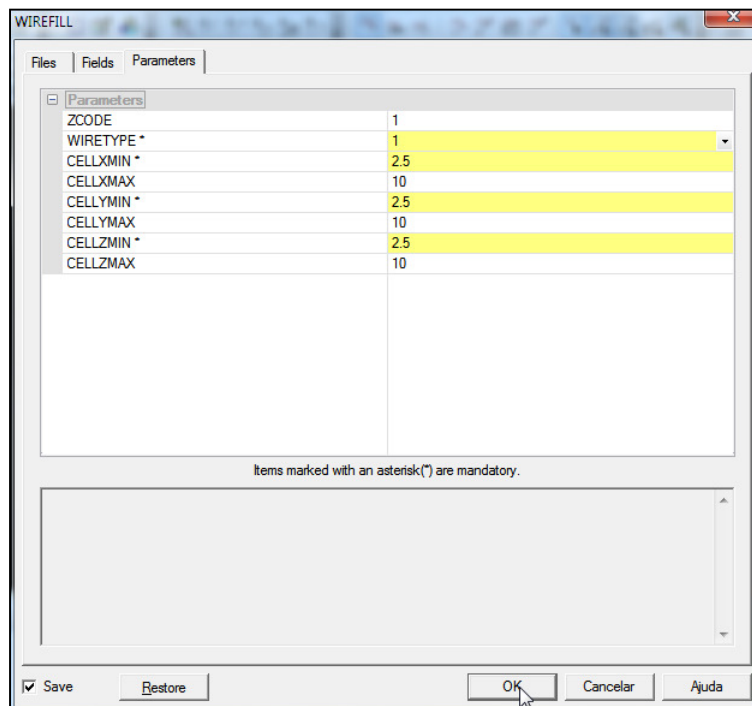 WIREFILL
Files Fields Parameters
Parameters
ZCODE 1
WIRETYPE * 1
CELLXMIN * 2.5
CELLXMAX 10
CELLYMIN * 2.5
CELLYMAX 10
CELLZMIN * 2.5
CELLZMAX 10
Items marked with an asterisk(*) are mandatory.
Save Restore OK Cancelar Ajuda